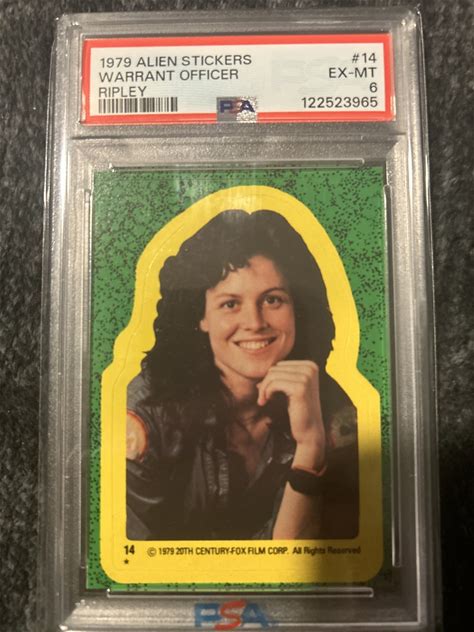 1979 ALIEN STICKERS #14
WARRANT OFFICER EX-MT
RIPLEY 6
PSA 122523965
14 © 1979 20TH CENTURY-FOX FILM CORP. All Rights Reserved
*
PSA